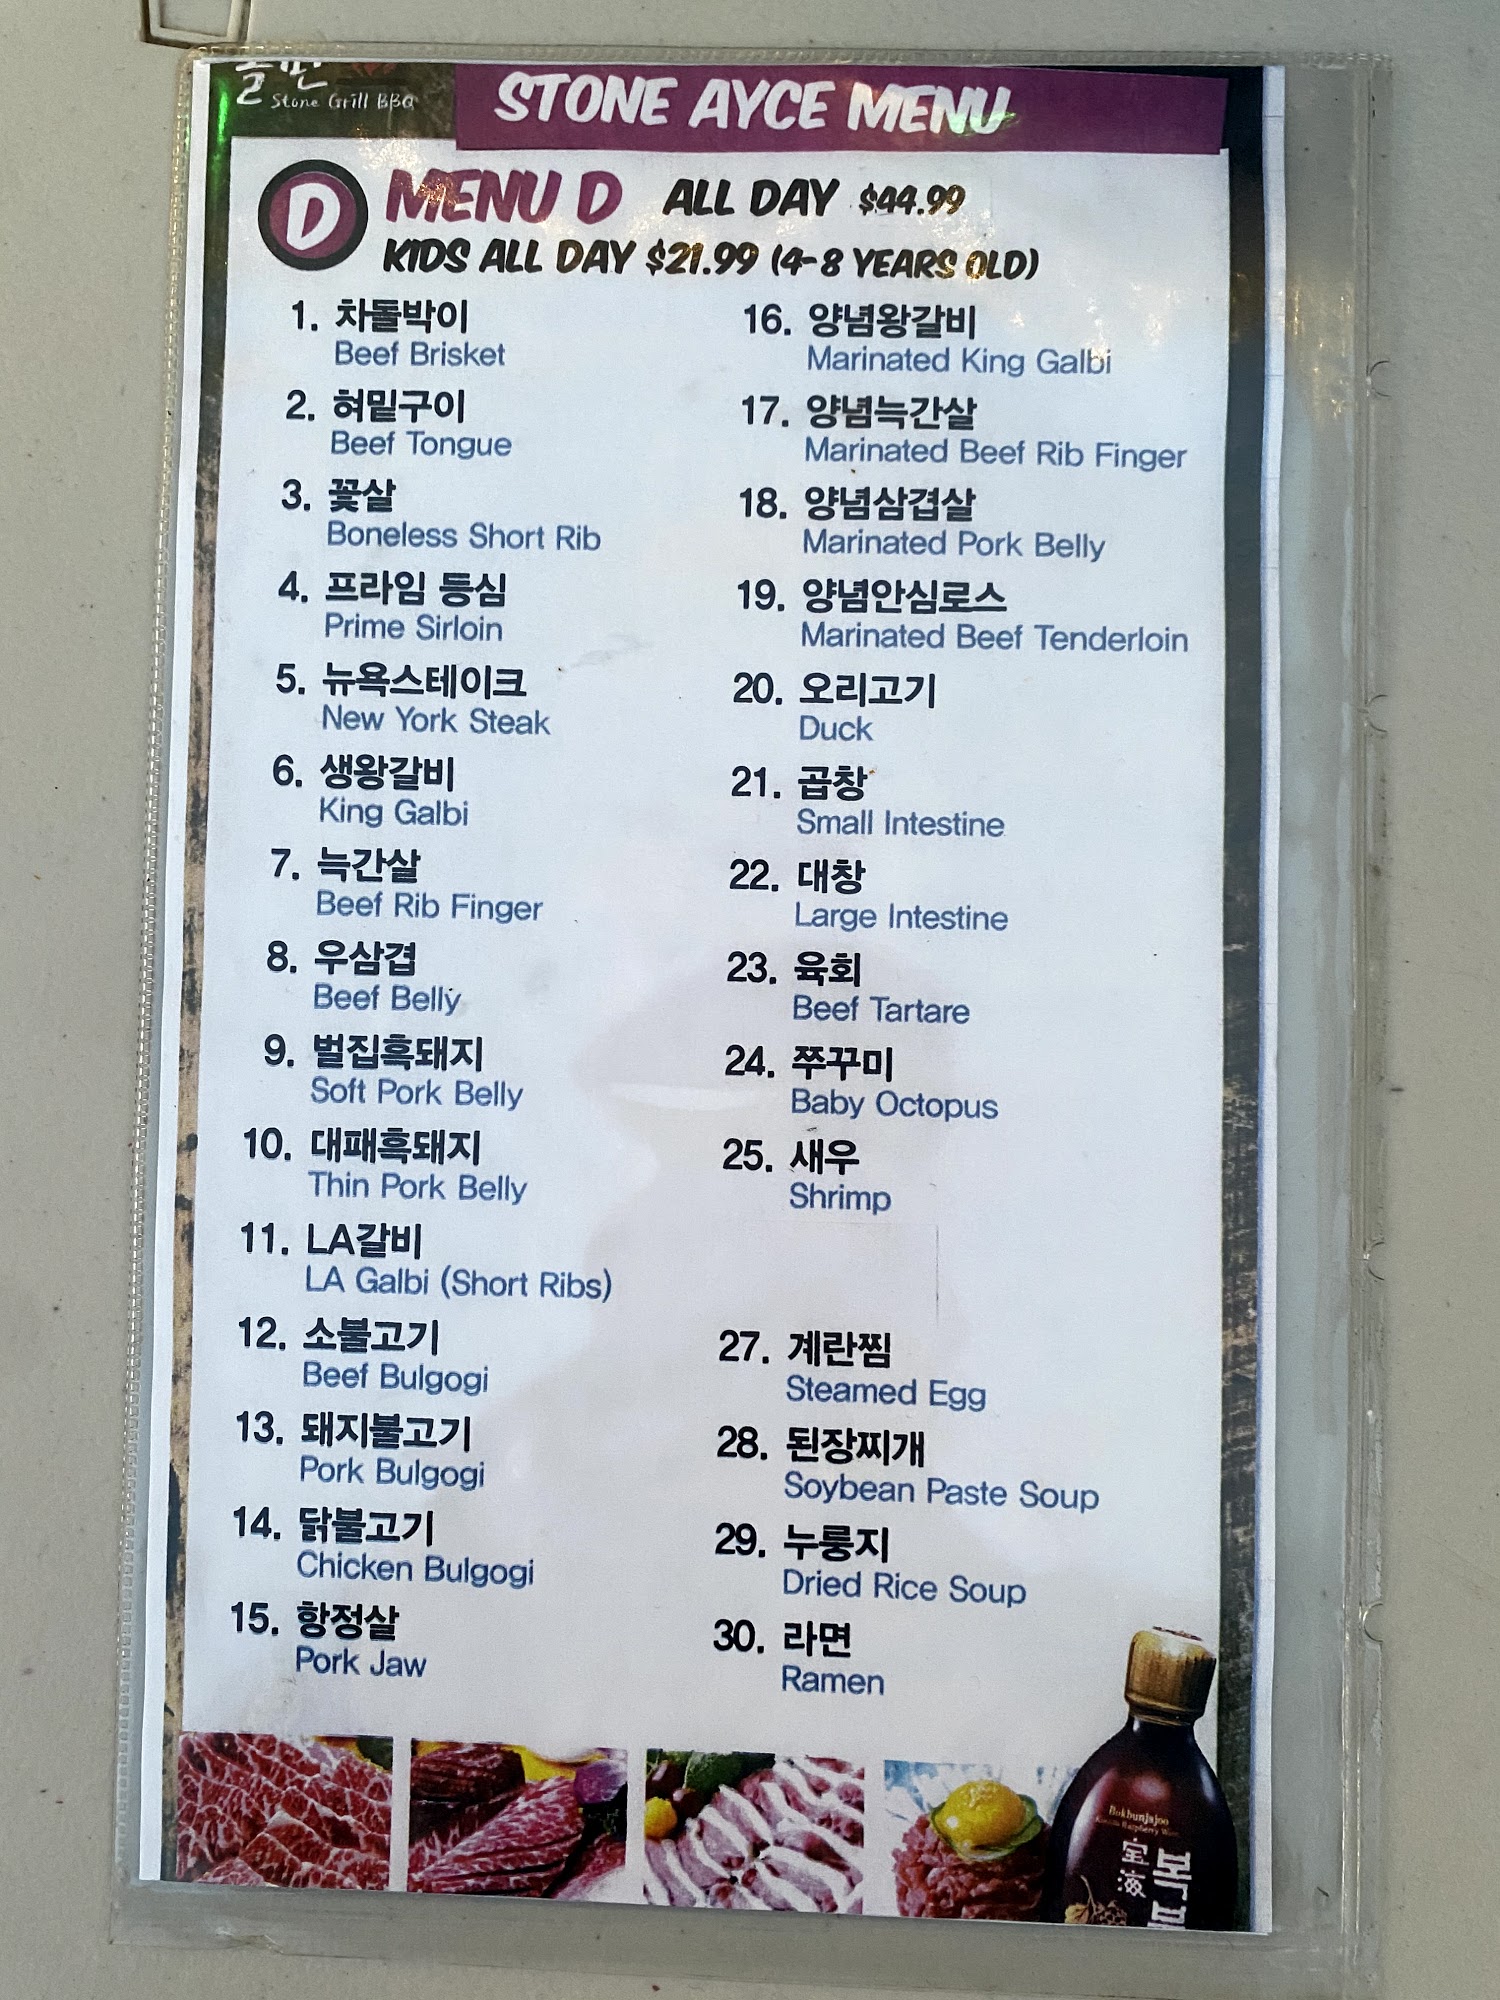 돌판
Stone Grill BBQ
STONE AYCE MENU
D
MENU D ALL DAY $44.99
KIDS ALL DAY $21.99 (4-8 YEARS OLD)
1. 차돌박이
Beef Brisket
2. 혀밑구이
Beef Tongue
3. 꽃살
Boneless Short Rib
4. 프라임 등심
Prime Sirloin
5. 뉴욕스테이크
New York Steak
6. 생왕갈비
King Galbi
7. 늑간살
Beef Rib Finger
8. 우삼겹
Beef Belly
9. 벌집흑돼지
Soft Pork Belly
10. 대패흑돼지
Thin Pork Belly
11. LA갈비
LA Galbi (Short Ribs)
12. 소불고기
Beef Bulgogi
13. 돼지불고기
Pork Bulgogi
14. 닭불고기
Chicken Bulgogi
15. 항정살
Pork Jaw
16. 양념왕갈비
Marinated King Galbi
17. 양념늑간살
Marinated Beef Rib Finger
18. 양념삼겹살
Marinated Pork Belly
19. 양념안심로스
Marinated Beef Tenderloin
20. 오리고기
Duck
21. 곱창
Small Intestine
22. 대창
Large Intestine
23. 육회
Beef Tartare
24. 쭈꾸미
Baby Octopus
25. 새우
Shrimp
27. 계란찜
Steamed Egg
28. 된장찌개
Soybean Paste Soup
29. 누룽지
Dried Rice Soup
30. 라면
Ramen
Bokbunjajoo